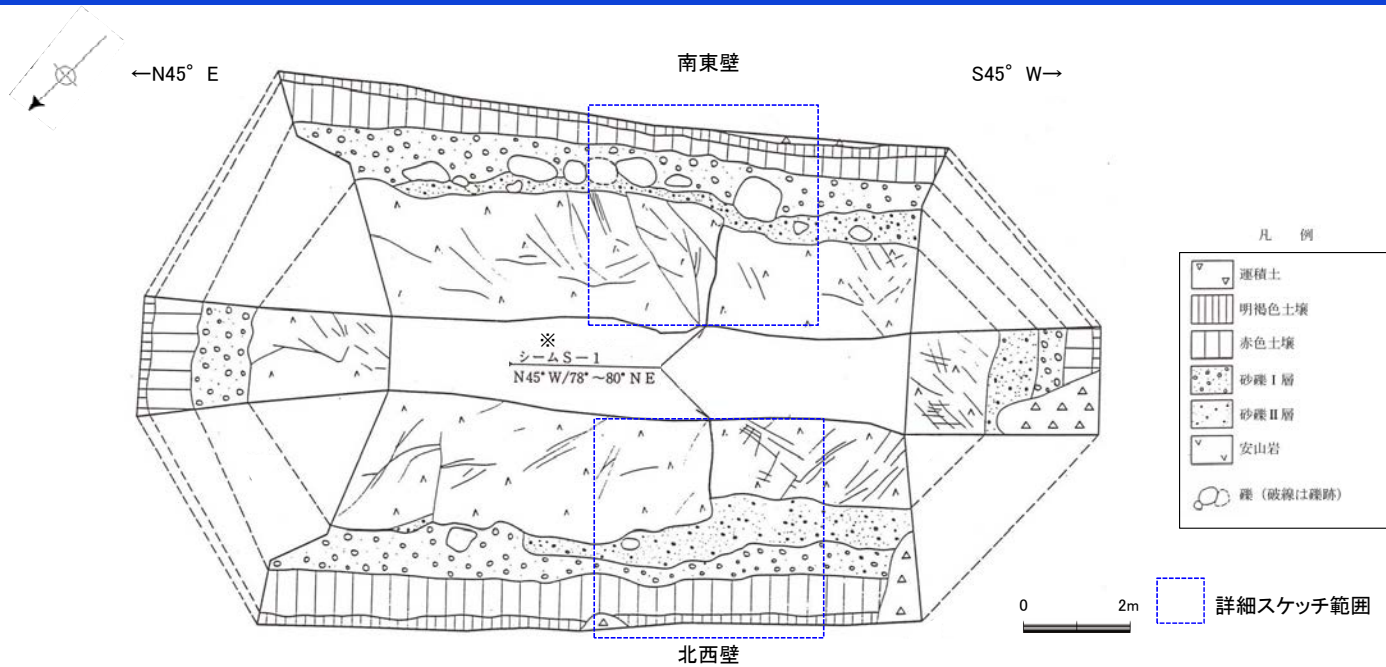 ←N45° E
南東壁
S45° W→
※
シームS-1
N45°W/78°~80°NE
北西壁
凡 例
運積土
明褐色土壌
赤色土壌
砂礫Ⅰ層
砂礫Ⅱ層
安山岩
礫（破線は礫跡）
0 2m
詳細スケッチ範囲